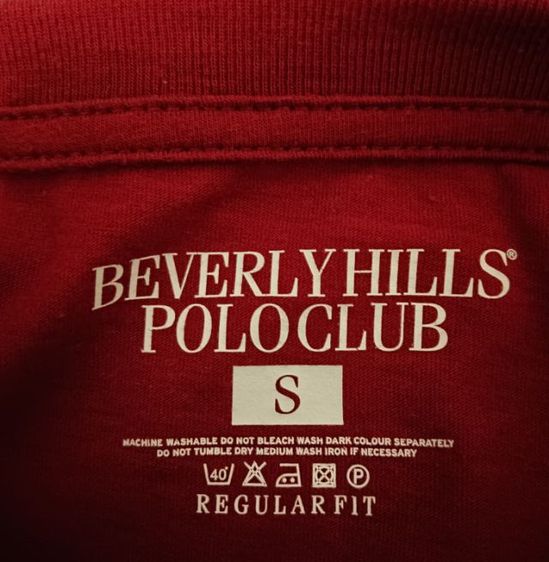 BEVERLY HILLS®
POLO CLUB
S
MACHINE WASHABLE DO NOT BLEACH WASH DARK COLOUR SEPARATELY
DO NOT TUMBLE DRY MEDIUM WASH IRON IF NECESSARY
40° P
REGULAR FIT